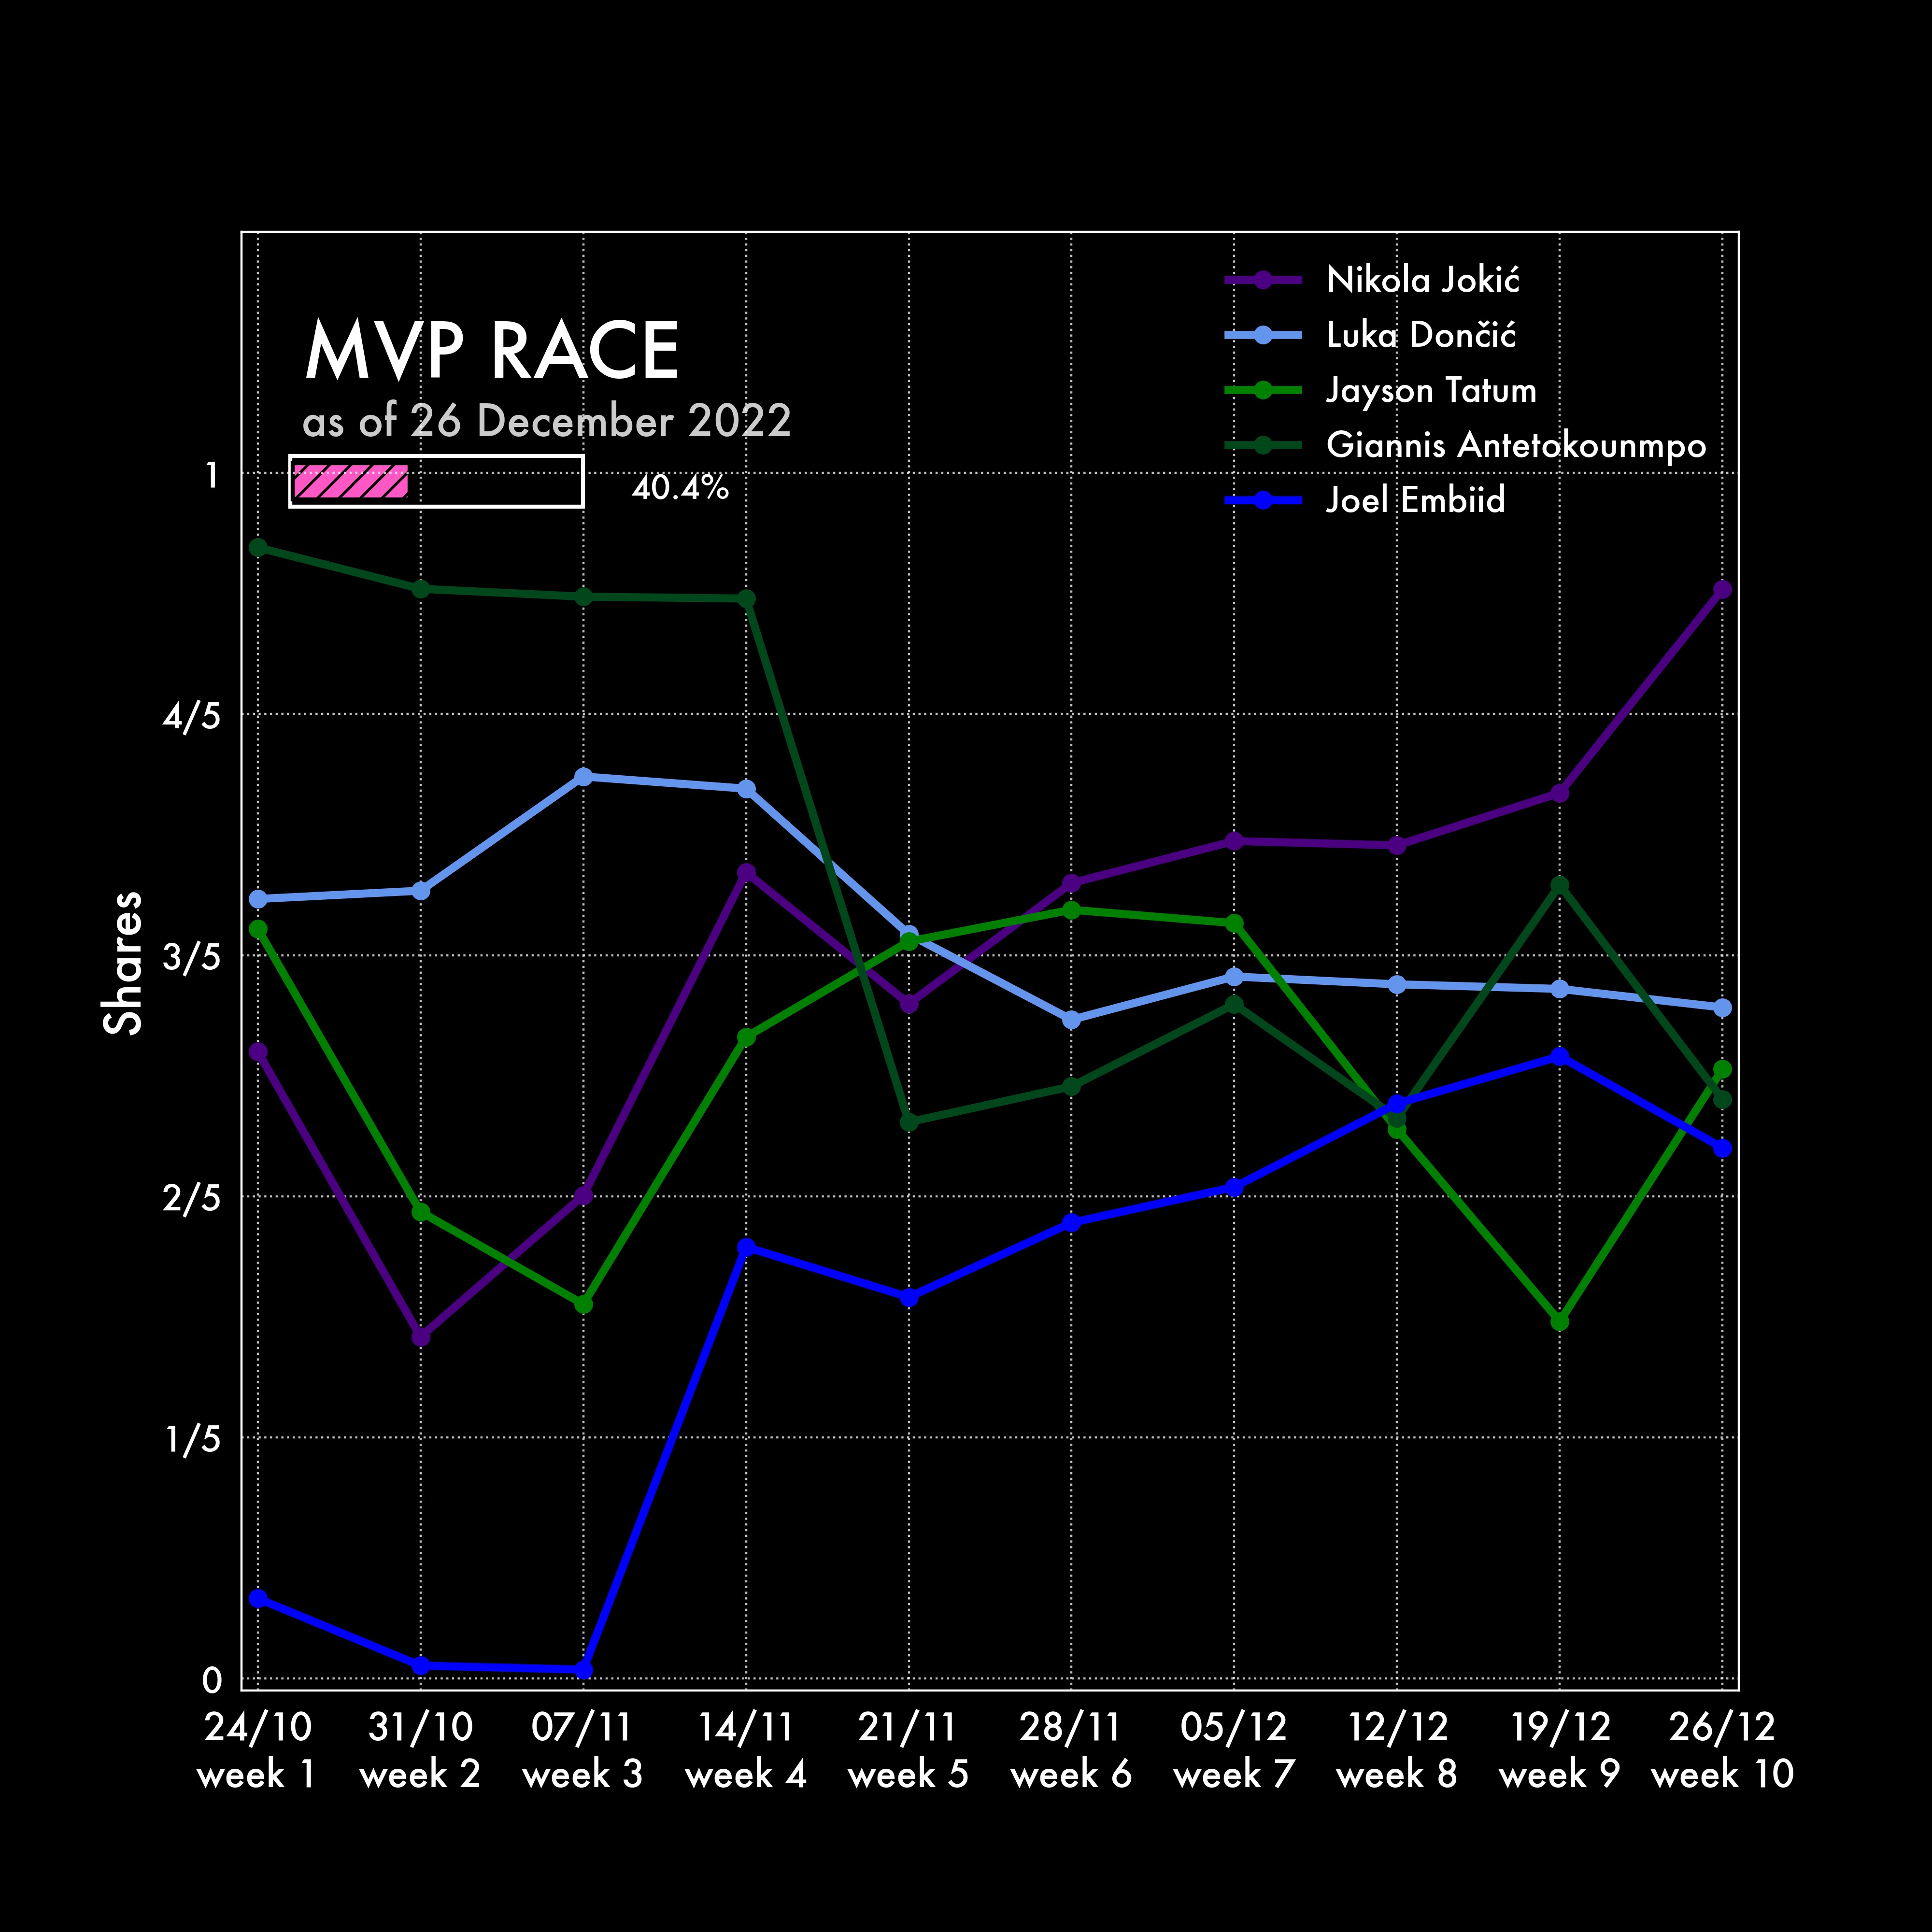 MVP RACE
as of 26 December 2022
40.4%
Nikola Jokić
Luka Dončić
Jayson Tatum
Giannis Antetokounmpo
Joel Embiid
Shares
1
4/5
3/5
2/5
1/5
0
24/10
week 1
31/10
week 2
07/11
week 3
14/11
week 4
21/11
week 5
28/11
week 6
05/12
week 7
12/12
week 8
19/12
week 9
26/12
week 10